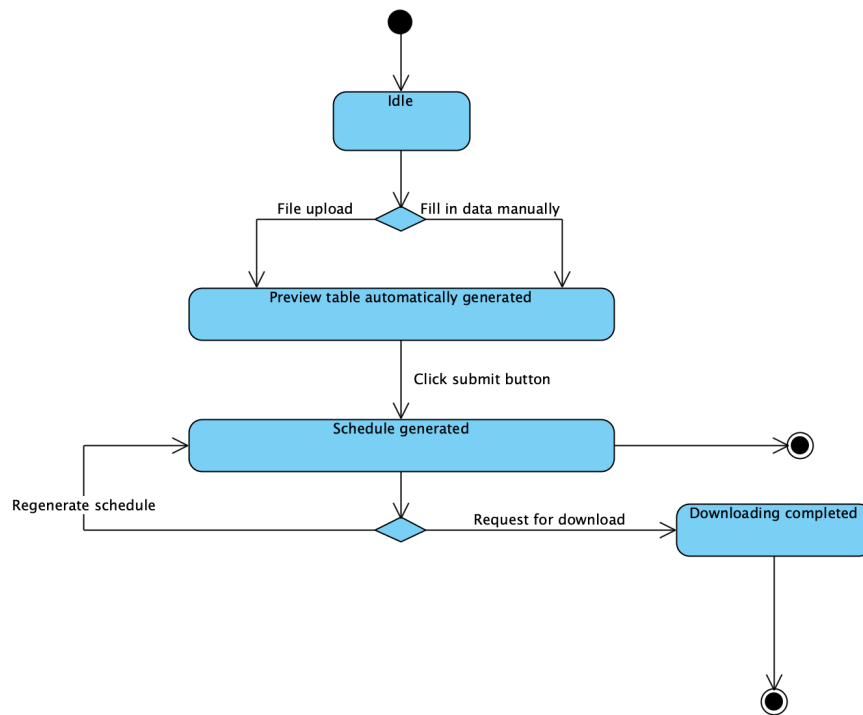 Idle
File upload
Fill in data manually
Preview table automatically generated
Click submit button
Schedule generated
Regenerate schedule
Request for download
Downloading completed